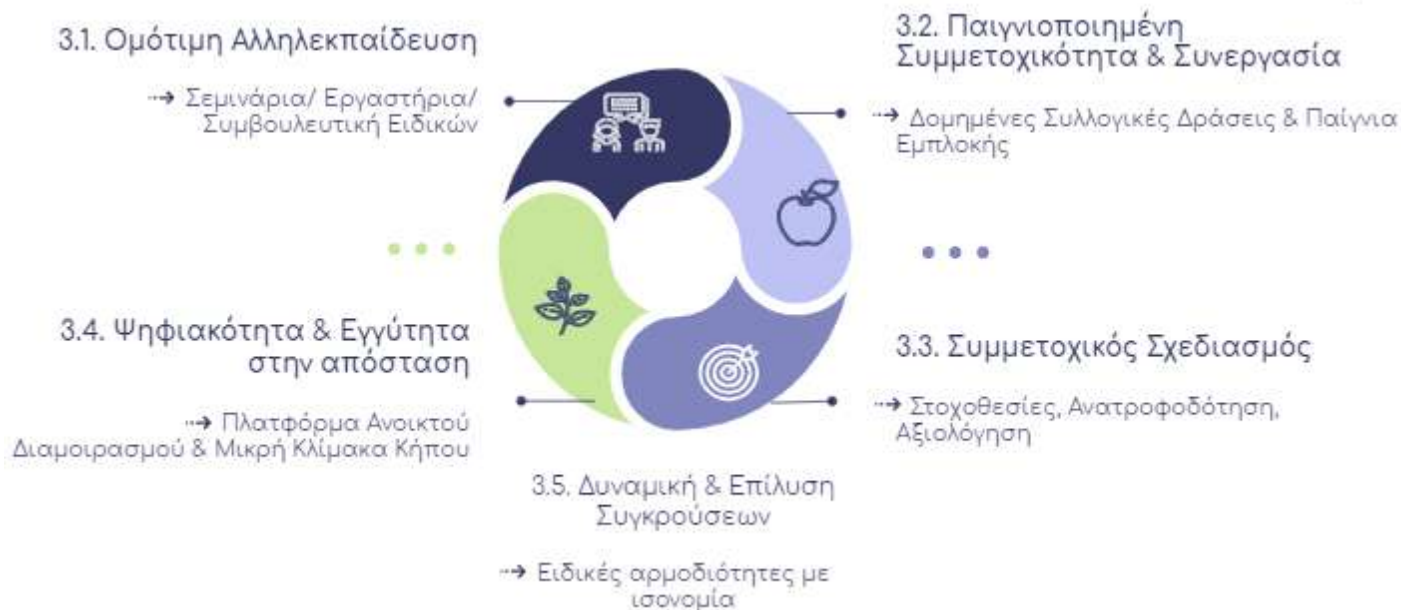 3.1. Ομότιμη Αλληλεκπαίδευση
⇢ Σεμινάρια/ Εργαστήρια/
Συμβουλευτική Ειδικών
3.2. Παιγνιοποιημένη
Συμμετοχικότητα & Συνεργασία
⇢ Δομημένες Συλλογικές Δράσεις & Παίγνια
Εμπλοκής
3.4. Ψηφιακότητα & Εγγύτητα
στην απόσταση
⇢ Πλατφόρμα Ανοικτού
Διαμοιρασμού & Μικρή Κλίμακα Κήπου
3.3. Συμμετοχικός Σχεδιασμός
⇢ Στοχοθεσίες, Ανατροφοδότηση,
Αξιολόγηση
3.5. Δυναμική & Επίλυση
Συγκρούσεων
⇢ Ειδικές αρμοδιότητες με
ισονομία